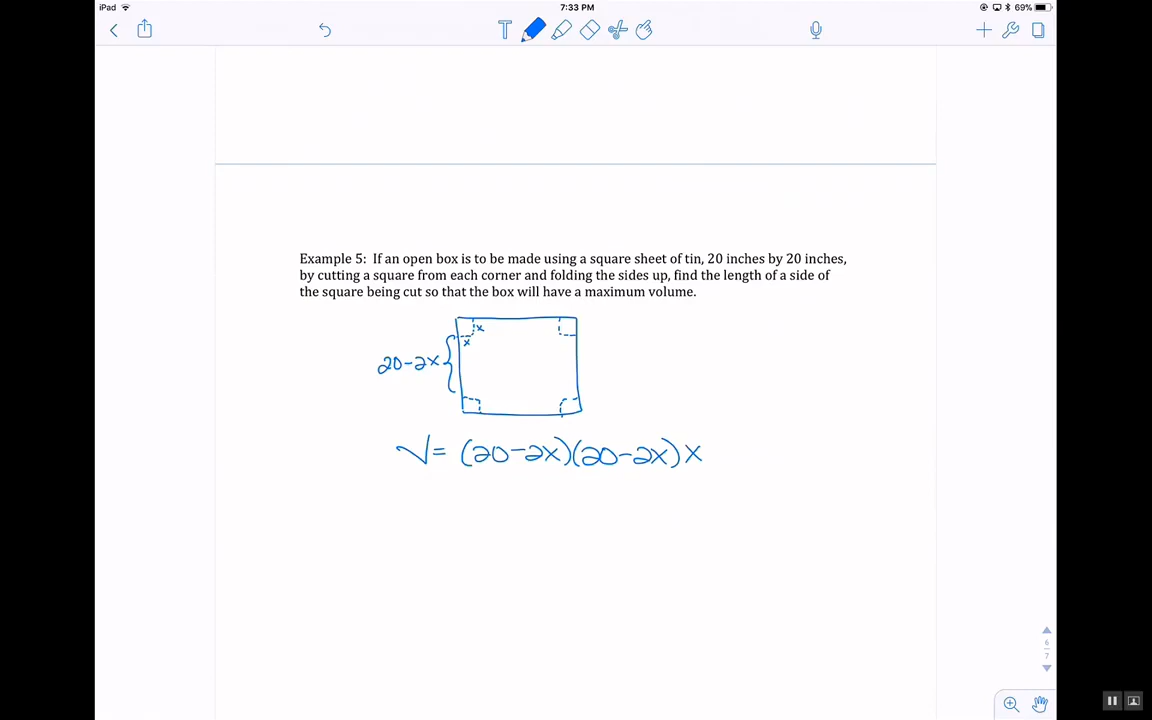 iPad 7:33 PM 69%
T
Example 5: If an open box is to be made using a square sheet of tin, 20 inches by 20 inches,
by cutting a square from each corner and folding the sides up, find the length of a side of
the square being cut so that the box will have a maximum volume.
x
x
20-2x
V= (20-2x)(20-2x)x
6
7